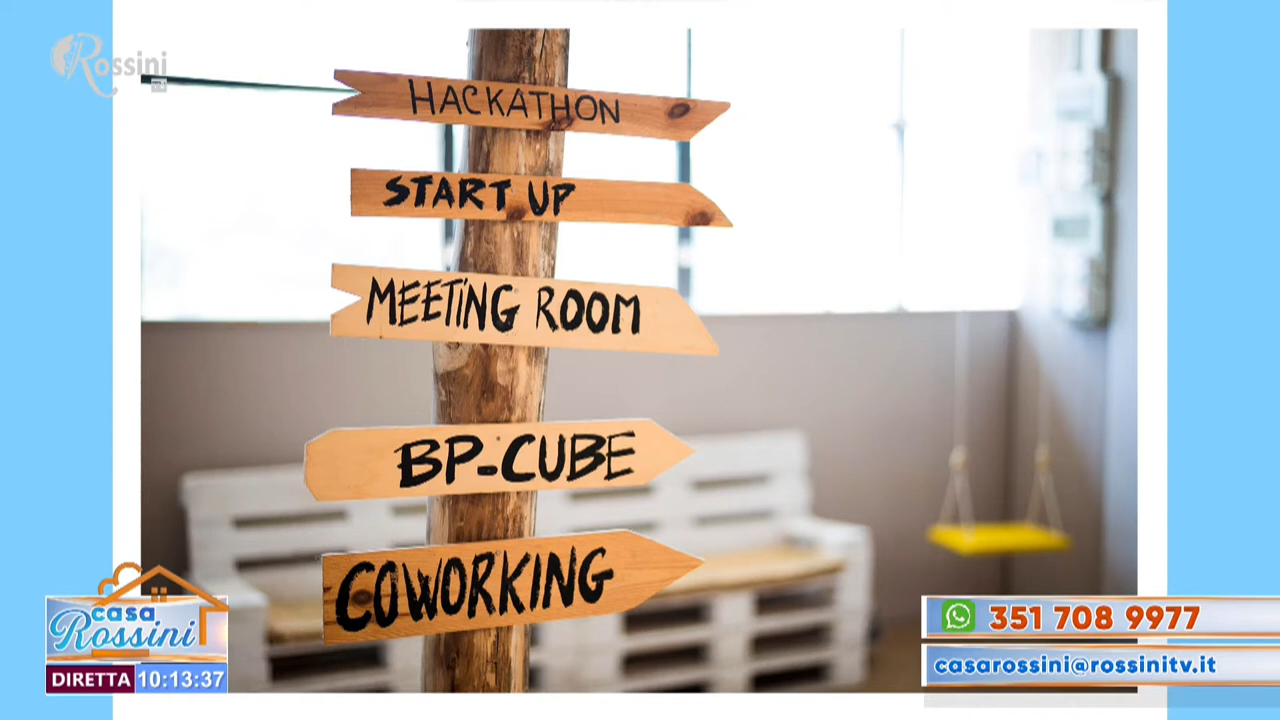 Rossini
HACKATHON
START UP
MEETING ROOM
BP-CUBE
COWORKING
casa
Rossini
DIRETTA 10:13:37
351 708 9977
casarossini@rossinitv.it